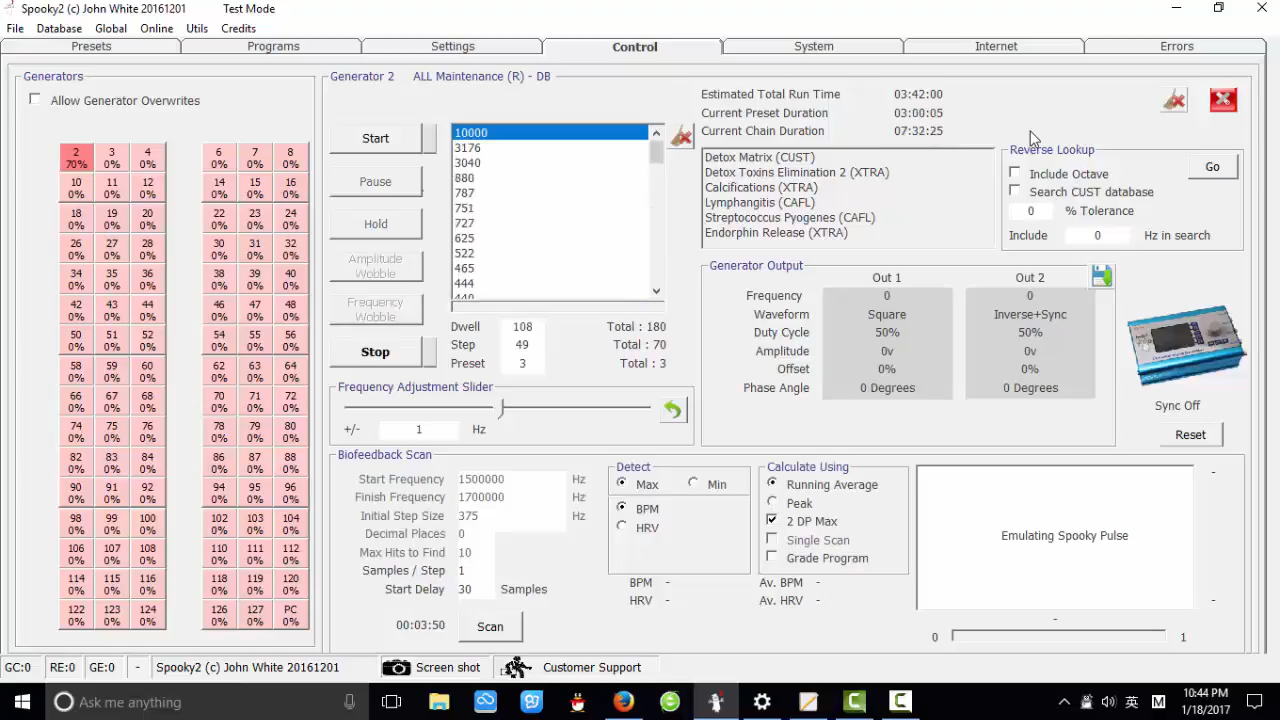 Spooky2 (c) John White 20161201 Test Mode
File Database Global Online Utils Credits
Presets Programs Settings Control System Internet Errors
Generators
Allow Generator Overwrites
2 3 4 6 7 8
70% 0% 0% 0% 0% 0%
10 11 12 14 15 16
0% 0% 0% 0% 0% 0%
18 19 20 22 23 24
0% 0% 0% 0% 0% 0%
26 27 28 30 31 32
0% 0% 0% 0% 0% 0%
34 35 36 38 39 40
0% 0% 0% 0% 0% 0%
42 43 44 46 47 48
0% 0% 0% 0% 0% 0%
50 51 52 54 55 56
0% 0% 0% 0% 0% 0%
58 59 60 62 63 64
0% 0% 0% 0% 0% 0%
66 67 68 70 71 72
0% 0% 0% 0% 0% 0%
74 75 76 78 79 80
0% 0% 0% 0% 0% 0%
82 83 84 86 87 88
0% 0% 0% 0% 0% 0%
90 91 92 94 95 96
0% 0% 0% 0% 0% 0%
98 99 100 102 103 104
0% 0% 0% 0% 0% 0%
106 107 108 110 111 112
0% 0% 0% 0% 0% 0%
114 115 116 118 119 120
0% 0% 0% 0% 0% 0%
122 123 124 126 127 PC
0% 0% 0% 0% 0% 0%
Generator 2 ALL Maintenance (R) - DB
Start
Pause
Hold
Amplitude
Wobble
Frequency
Wobble
Stop
10000
3176
3040
880
787
751
727
625
522
465
444
440
Dwell 108 Total : 180
Step 49 Total : 70
Preset 3 Total : 3
Frequency Adjustment Slider
+/- 1 Hz
Estimated Total Run Time 03:42:00
Current Preset Duration 03:00:05
Current Chain Duration 07:32:25
Detox Matrix (CUST)
Detox Toxins Elimination 2 (XTRA)
Calcifications (XTRA)
Lymphangitis (CAFL)
Streptococcus Pyogenes (CAFL)
Endorphin Release (XTRA)
Reverse Lookup
Include Octave Go
Search CUST database
0 % Tolerance
Include 0 Hz in search
Generator Output
Out 1 Out 2
Frequency 0 0
Waveform Square Inverse+Sync
Duty Cycle 50% 50%
Amplitude 0v 0v
Offset 0% 0%
Phase Angle 0 Degrees 0 Degrees
Sync Off
Reset
Biofeedback Scan
Start Frequency 1500000 Hz
Finish Frequency 1700000 Hz
Initial Step Size 375 Hz
Decimal Places 0
Max Hits to Find 10
Samples / Step 1
Start Delay 30 Samples
00:03:50 Scan
Detect
Max Min
BPM
HRV
BPM -
HRV -
Calculate Using
Running Average
Peak
2 DP Max
Single Scan
Grade Program
Av. BPM -
Av. HRV -
Emulating Spooky Pulse
-
-
-
0 1
GC:0 RE:0 GE:0 - Spooky2 (c) John White 20161201 Screen shot Customer Support
Ask me anything
英 M
10:44 PM
1/18/2017